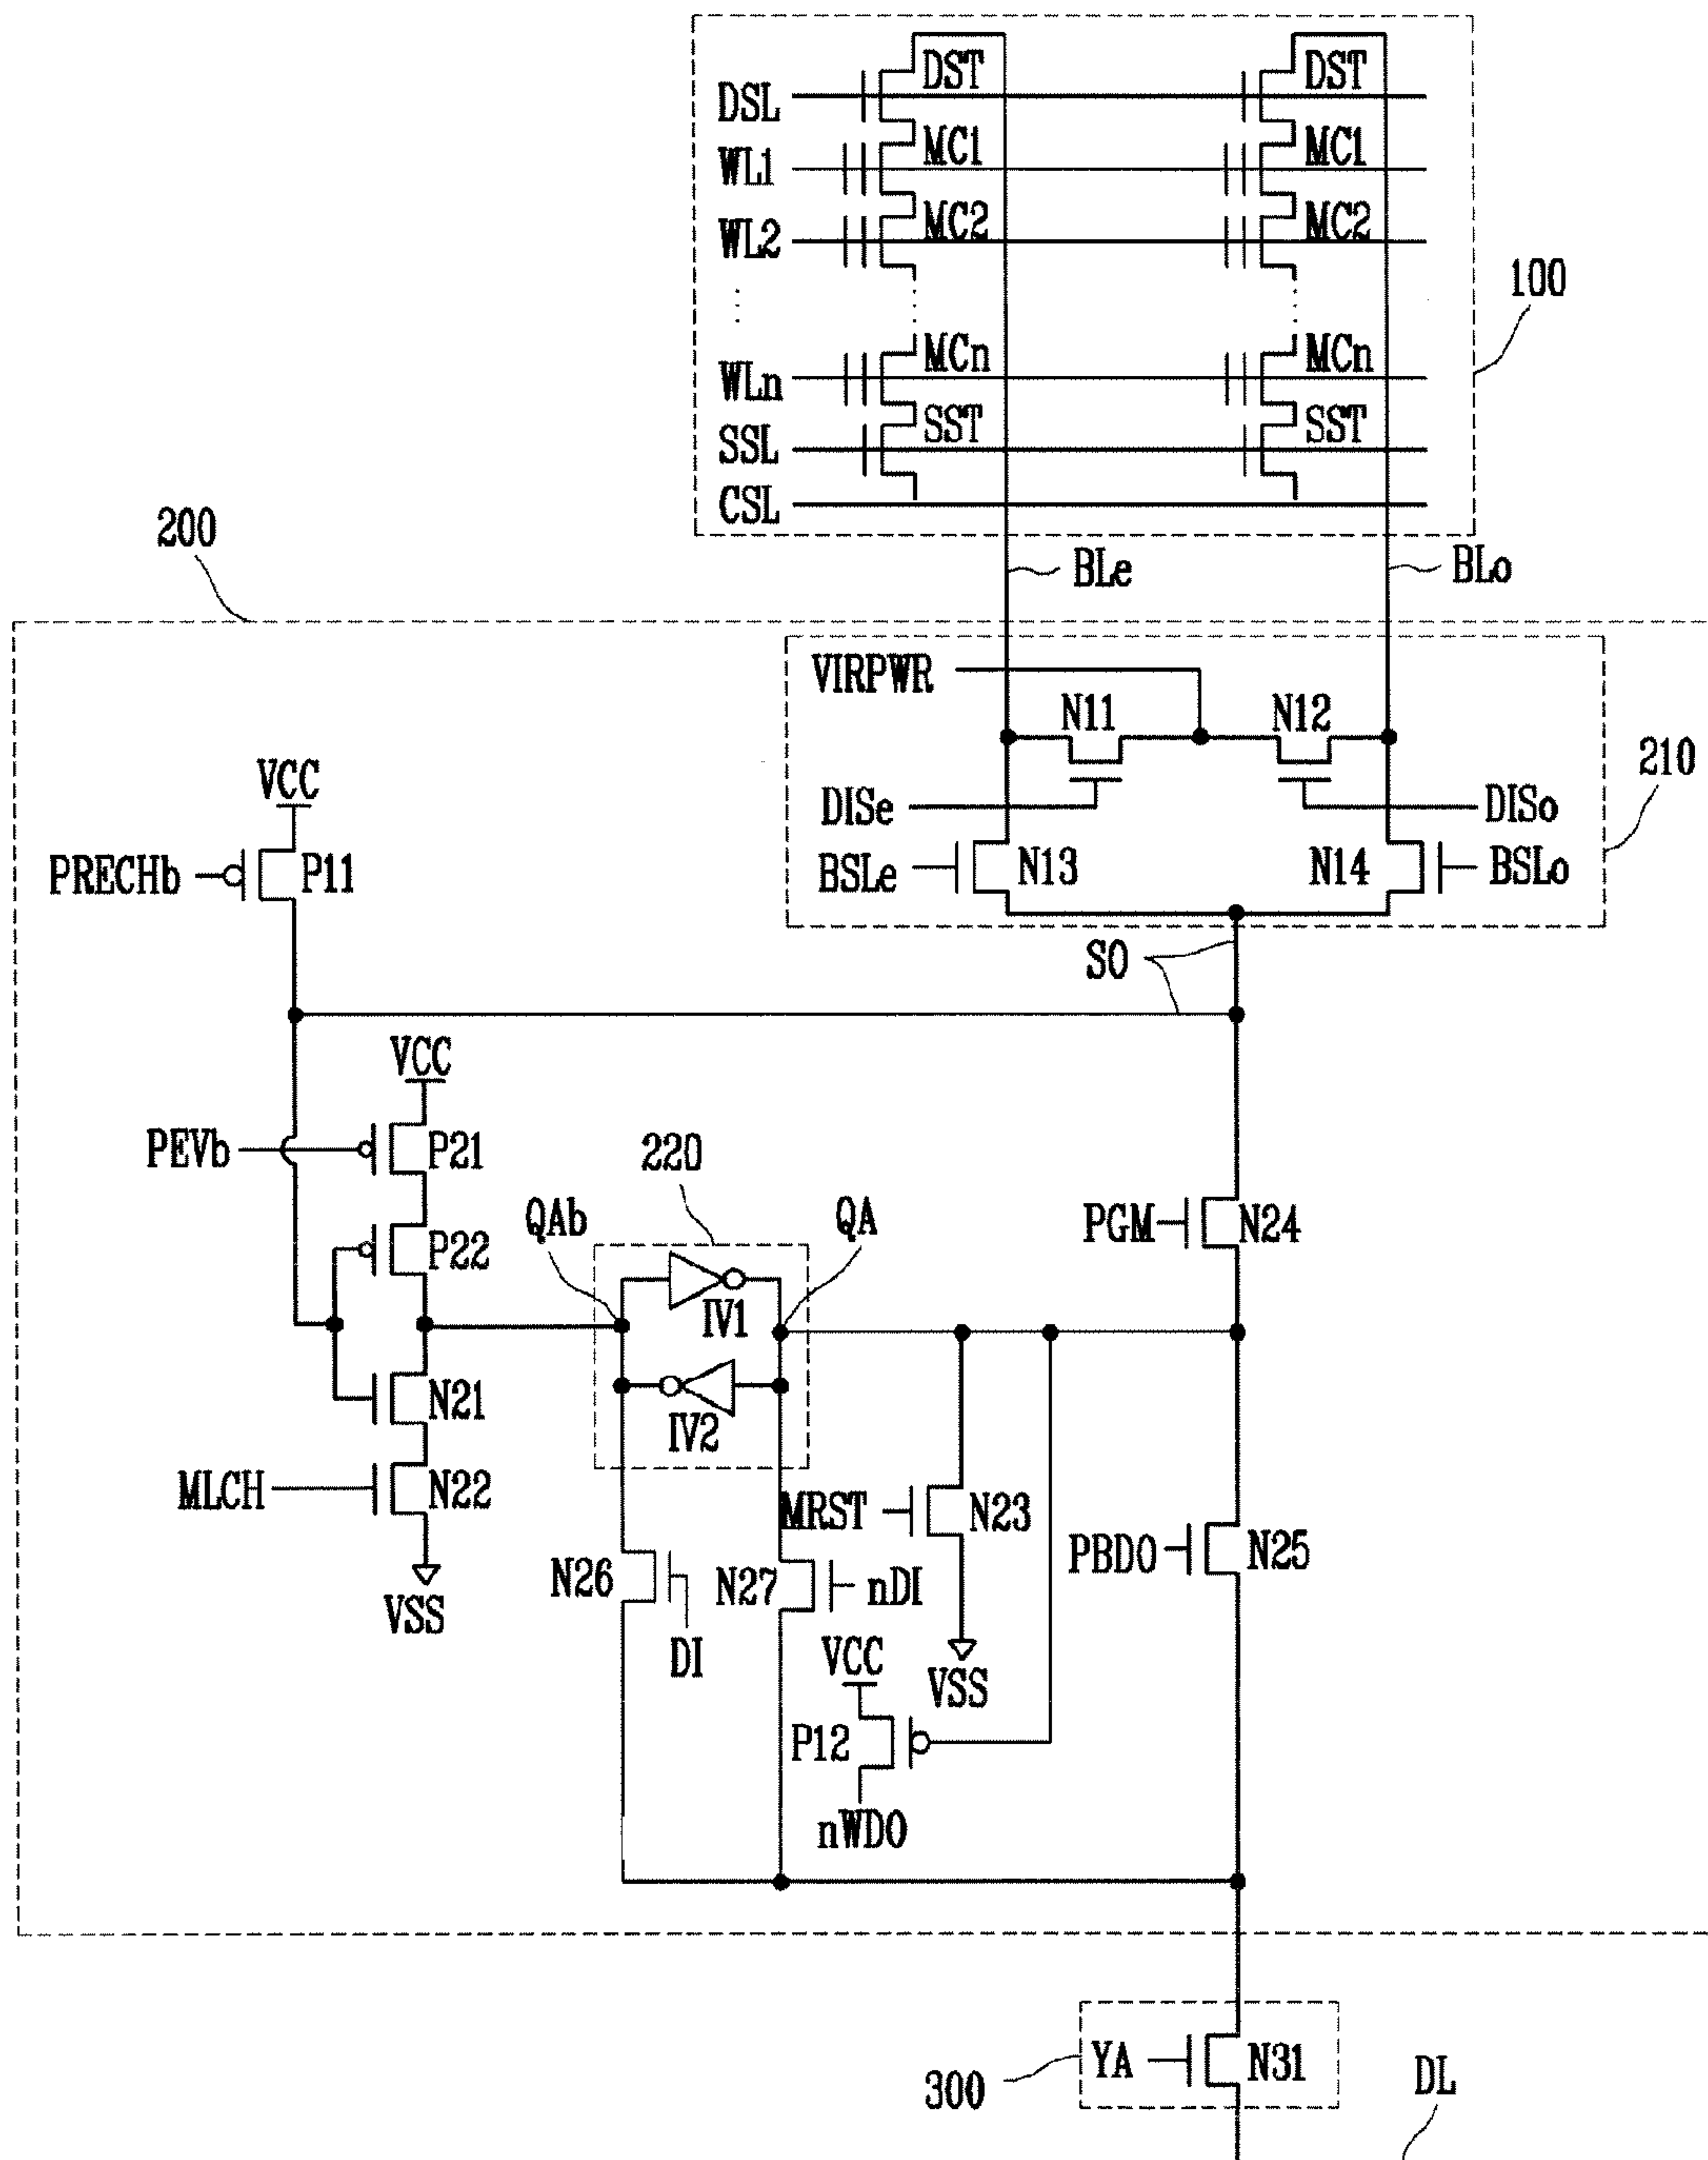 DST
DST
DSL
MC1
MC1
WL1
MC2
MC2
WL2
100
MCn
MCn
WLn
SST
SST
SSL
CSL
200
BLe
BLo
VIRPWR
N11
N12
210
VCC
DISe
DISo
PRECHb
P11
BSLe
N13
N14
BSLo
SO
VCC
PEVb
P21
220
QAb
QA
PGM
N24
P22
IV1
N21
IV2
MLCH
N22
MRST
N23
PBDO
N25
N26
N27
nDI
VSS
DI
VCC
VSS
P12
nWDO
YA
N31
300
DL